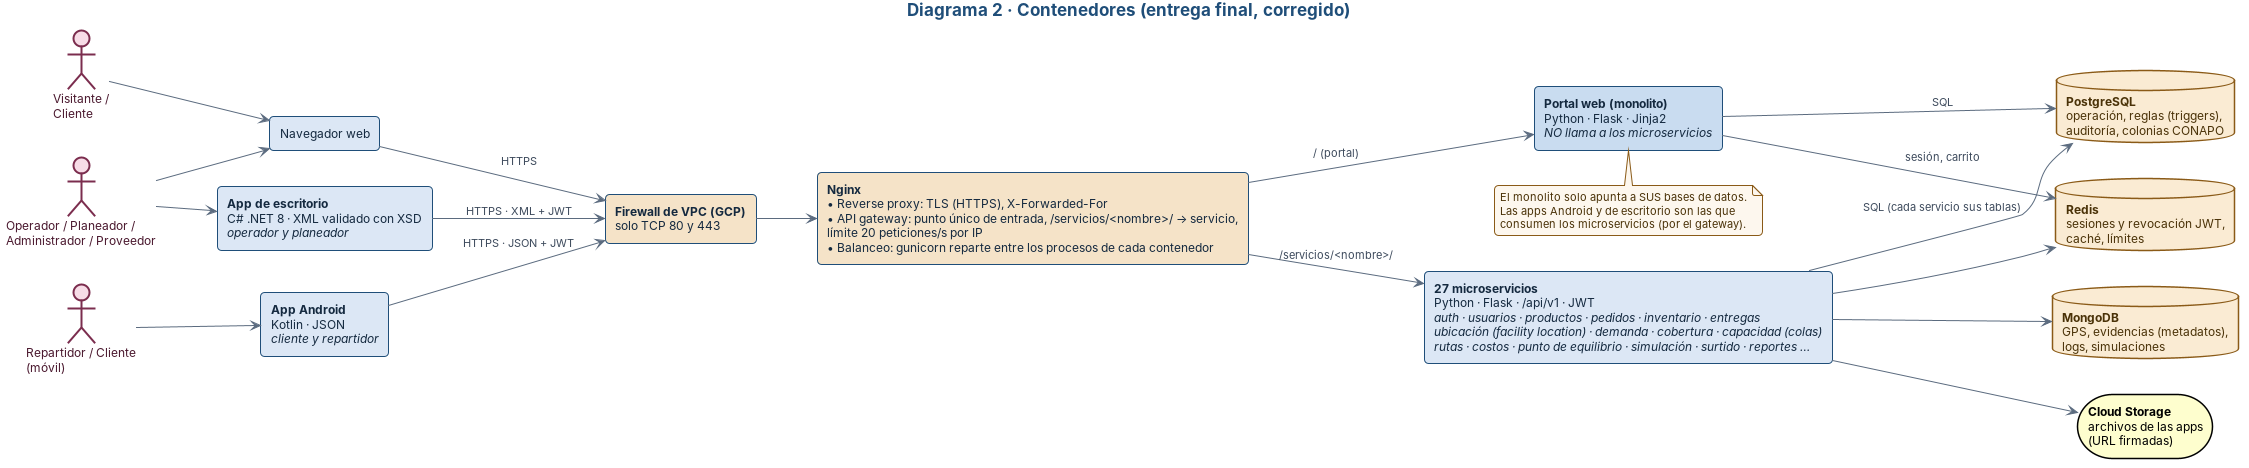 Diagrama 2 · Contenedores (entrega final, corregido)
Visitante /
Cliente
Operador / Planeador /
Administrador / Proveedor
Repartidor / Cliente
(móvil)
Navegador web
App de escritorio
C# .NET 8 · XML validado con XSD
operador y planeador
App Android
Kotlin · JSON
cliente y repartidor
HTTPS
HTTPS · XML + JWT
HTTPS · JSON + JWT
Firewall de VPC (GCP)
solo TCP 80 y 443
Nginx
• Reverse proxy: TLS (HTTPS), X-Forwarded-For
• API gateway: punto único de entrada, /servicios/<nombre>/ → servicio,
límite 20 peticiones/s por IP
• Balanceo: gunicorn reparte entre los procesos de cada contenedor
/ (portal)
/servicios/<nombre>/
Portal web (monolito)
Python · Flask · Jinja2
NO llama a los microservicios
El monolito solo apunta a SUS bases de datos.
Las apps Android y de escritorio son las que
consumen los microservicios (por el gateway).
27 microservicios
Python · Flask · /api/v1 · JWT
auth · usuarios · productos · pedidos · inventario · entregas
ubicación (facility location) · demanda · cobertura · capacidad (colas)
rutas · costos · punto de equilibrio · simulación · surtido · reportes ...
SQL
sesión, carrito
SQL (cada servicio sus tablas)
PostgreSQL
operación, reglas (triggers),
auditoría, colonias CONAPO
Redis
sesiones y revocación JWT,
caché, límites
MongoDB
GPS, evidencias (metadatos),
logs, simulaciones
Cloud Storage
archivos de las apps
(URL firmadas)